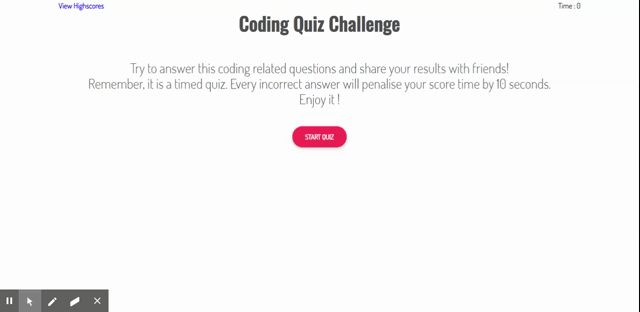 View Highscores
Time : 0
Coding Quiz Challenge
Try to answer this coding related questions and share your results with friends!
Remember, it is a timed quiz. Every incorrect answer will penalise your score time by 10 seconds.
Enjoy it !
START QUIZ